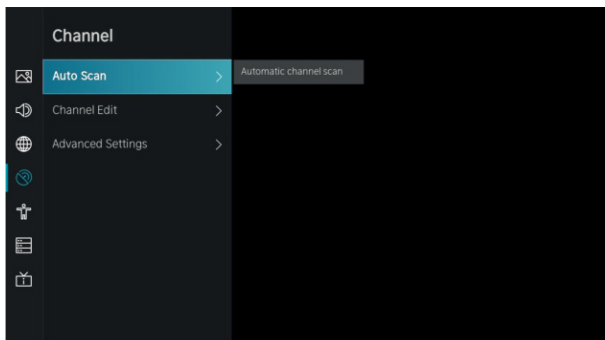 Channel
Auto Scan
Automatic channel scan
Channel Edit
Advanced Settings